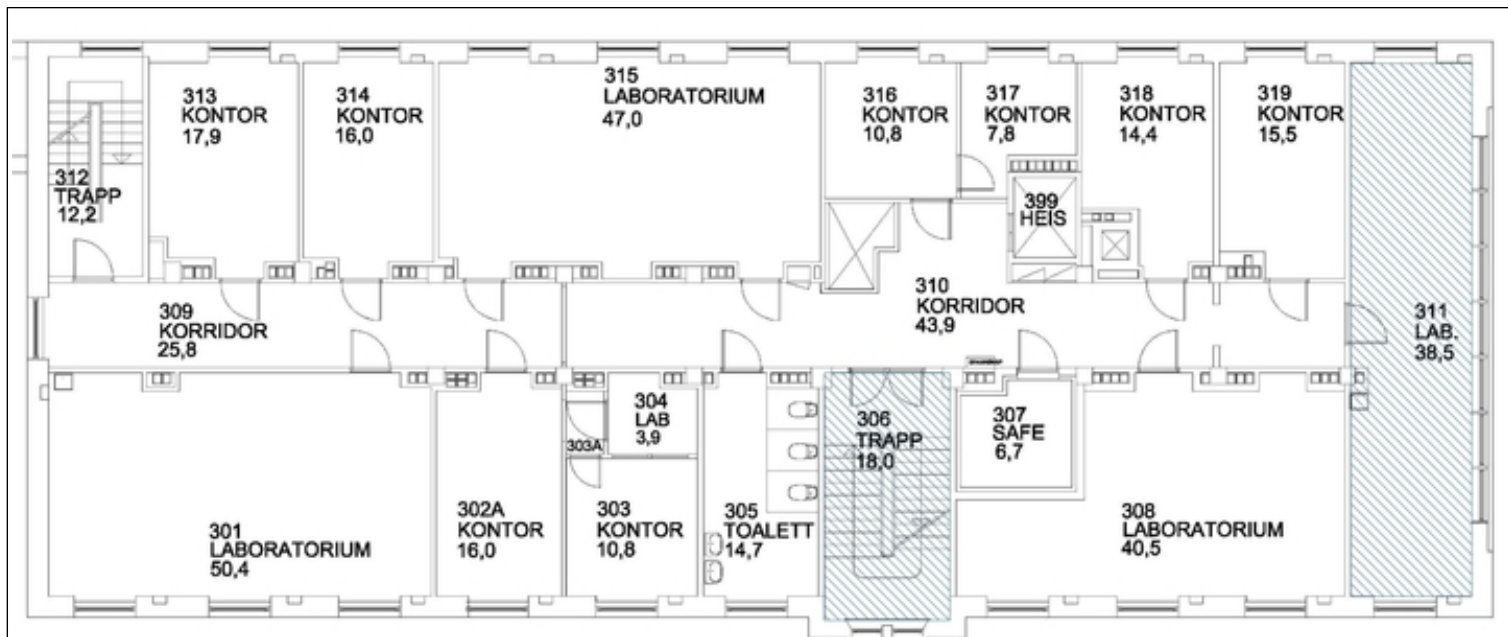 313
KONTOR
17,9
314
KONTOR
16,0
315
LABORATORIUM
47,0
316
KONTOR
10,8
317
KONTOR
7,8
318
KONTOR
14,4
319
KONTOR
15,5
312
TRAPP
12,2
399
HEIS
309
KORRIDOR
25,8
310
KORRIDOR
43,9
311
LAB.
38,5
301
LABORATORIUM
50,4
302A
KONTOR
16,0
303A
304
LAB
3,9
303
KONTOR
10,8
305
TOALETT
14,7
306
TRAPP
18,0
307
SAFE
6,7
308
LABORATORIUM
40,5